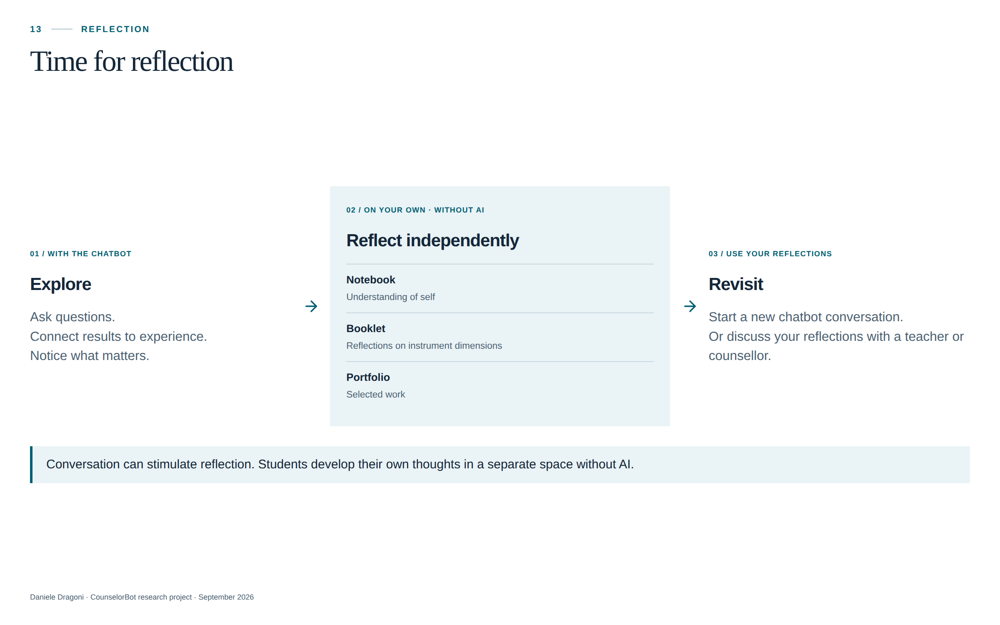 13 REFLECTION
Time for reflection
01 / WITH THE CHATBOT
Explore
Ask questions.
Connect results to experience.
Notice what matters.
02 / ON YOUR OWN · WITHOUT AI
Reflect independently
Notebook
Understanding of self
Booklet
Reflections on instrument dimensions
Portfolio
Selected work
03 / USE YOUR REFLECTIONS
Revisit
Start a new chatbot conversation.
Or discuss your reflections with a teacher or
counsellor.
Conversation can stimulate reflection. Students develop their own thoughts in a separate space without AI.
Daniele Dragoni · CounselorBot research project · September 2026